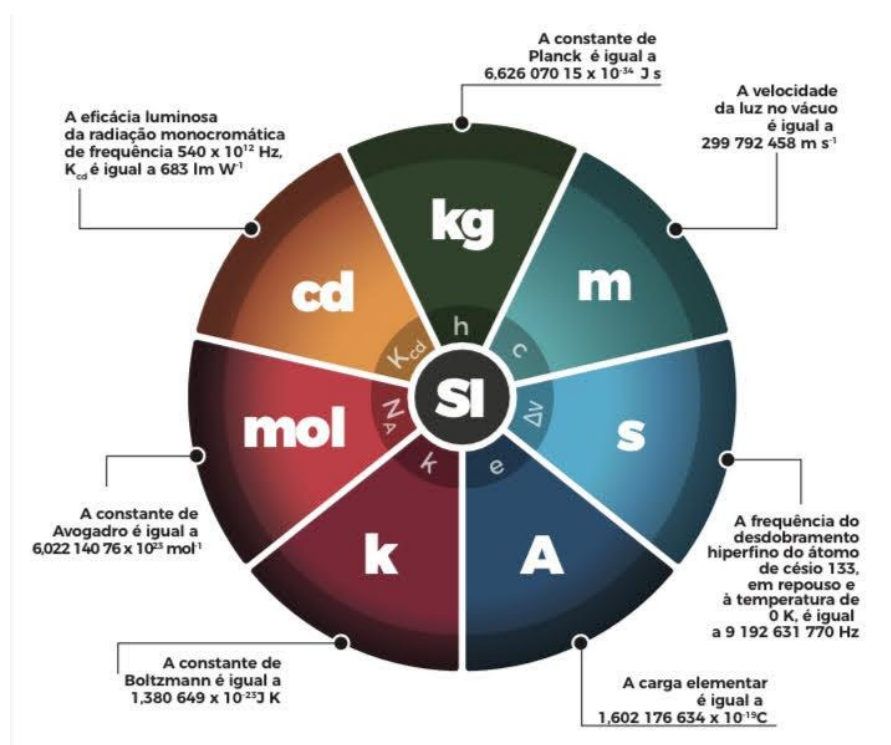 A constante de
Planck é igual a
6,626 070 15 x 10⁻³⁴ J s
A velocidade
da luz no vácuo
é igual a
299 792 458 m s⁻¹
A eficácia luminosa
da radiação monocromática
de frequência 540 x 10¹² Hz,
K_cd é igual a 683 lm W⁻¹
kg
m
cd
h
K_cd
c
SI
mol
N_A
Δv
s
k
e
k
A
A constante de
Avogadro é igual a
6,022 140 76 x 10²³ mol⁻¹
A frequência do
desdobramento
hiperfino do átomo
de césio 133,
em repouso e
à temperatura de
0 K, é igual
a 9 192 631 770 Hz
A constante de
Boltzmann é igual a
1,380 649 x 10⁻²³J K
A carga elementar
é igual a
1,602 176 634 x 10⁻¹⁹C